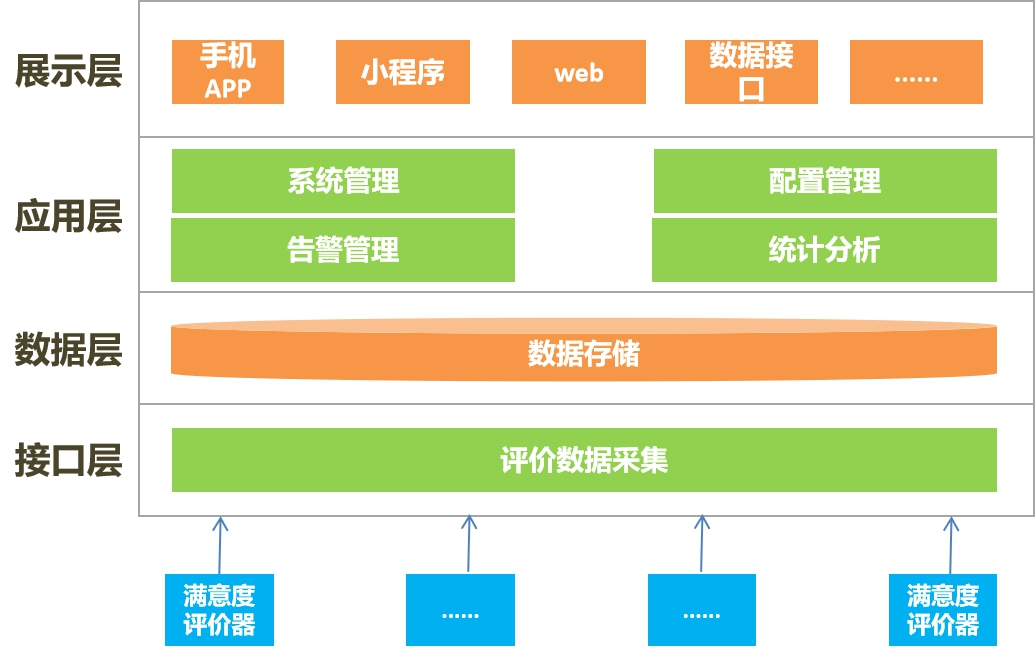 展示层
手机
APP
小程序
web
数据接
口
......
应用层
系统管理
配置管理
告警管理
统计分析
数据层
数据存储
接口层
评价数据采集
满意度
评价器
......
......
满意度
评价器